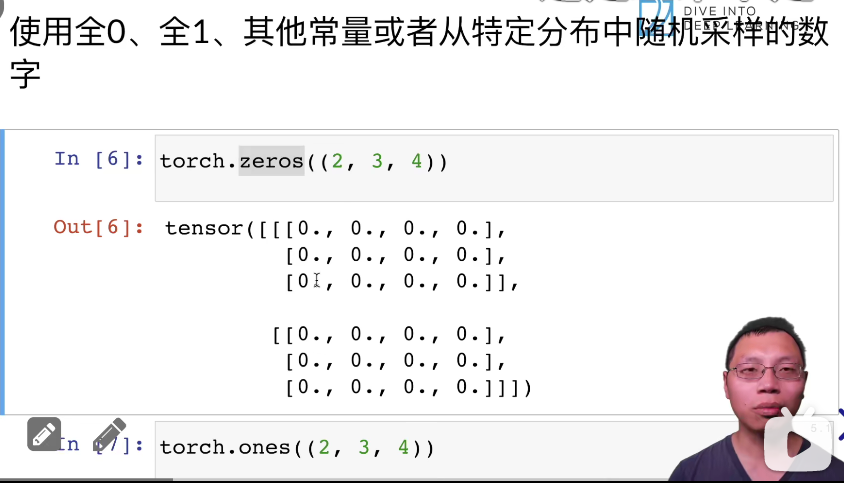 DIVE INTO
DEEP LEARNING
使用全0、全1、其他常量或者从特定分布中随机采样的数
字
In [6]: torch.zeros((2, 3, 4))
Out[6]: tensor([[[0., 0., 0., 0.],
[0., 0., 0., 0.],
[0., 0., 0., 0.]],
[[0., 0., 0., 0.],
[0., 0., 0., 0.],
[0., 0., 0., 0.]]])
In [7]: torch.ones((2, 3, 4))